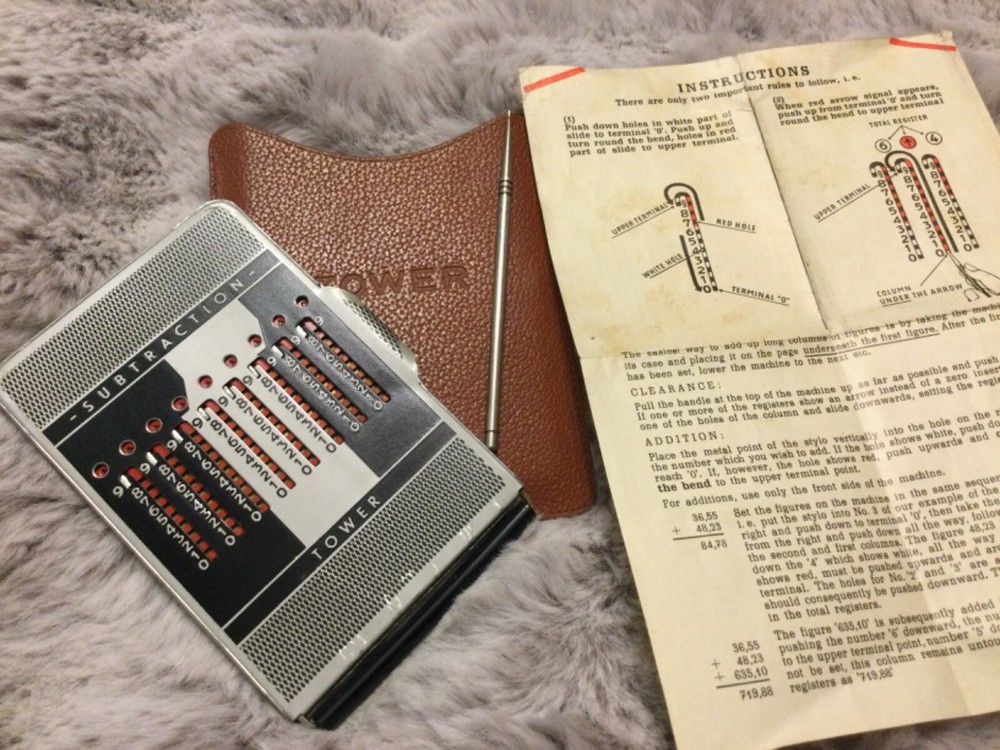 - SUBTRACTION -
TOWER
TOWER
INSTRUCTIONS
There are only two important rules to follow, i. e.
(1)
Push down holes in white part of
slide to terminal '0'. Push up and
turn round the bend, holes in red
part of slide to upper terminal.
UPPER TERMINAL
RED HOLE
WHITE HOLE
TERMINAL "0"
(2)
When red arrow signal appears,
push up from terminal '0' and turn
round the bend to upper terminal
TOTAL REGISTER
6 4
UPPER TERMINAL
COLUMN
UNDER THE ARROW
The easiest way to add up long columns of figures is by taking the
its case and placing it on the page underneath the first figure. After the
has been set, lower the machine to the next etc.
CLEARANCE:
Pull the handle at the top of the machine up as far as possible and push
If one or more of the registers show an arrow instead of a zero
one of the holes of the column and slide downwards, setting the
ADDITION:
Place the metal point of the stylo vertically into the hole on the
the number which you wish to add. If the hole shows white, push
reach '0'. If, however, the hole shows red, push upwards and
the bend to the upper terminal point.
For additions, use only the front side of the machine.
36,55
+ 48,23
84,78
Set the figures on the machine in the same
i. e. put the stylo into No. 3 of our example of the
right and push down to terminal '0', then take the
from the right and push down all the way,
the second and first columns. The figure 48,23
down the '4' which shows white, all the way
shows red, must be pushed upwards and
terminal. The holes for No. '2' and '3' are
should consequently be pushed downward.
in the total registers.
36,55
+ 48,23
+ 635,10
719,88
The figure '635,10' is subsequently added
pushing the number '6' downward, the
to the upper terminal point, number '5'
not be set, this column remains
registers as '719,88'